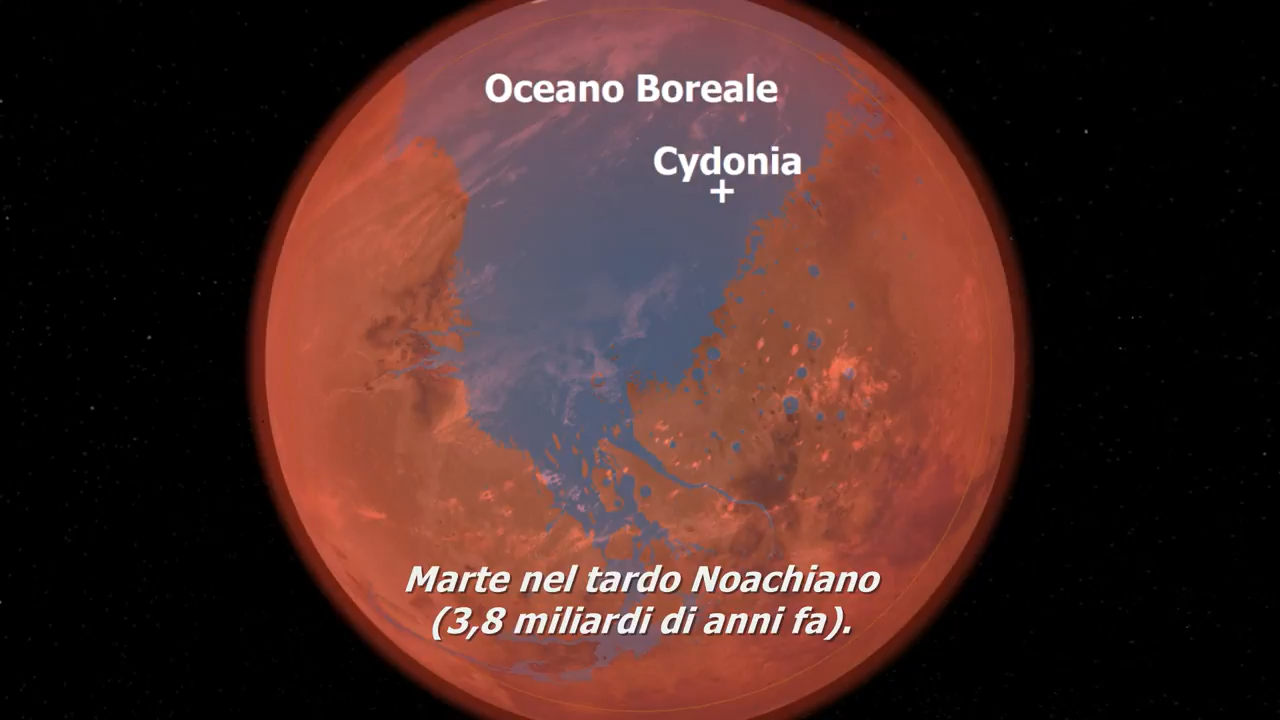 Oceano Boreale
Cydonia
Marte nel tardo Noachiano
(3,8 miliardi di anni fa).